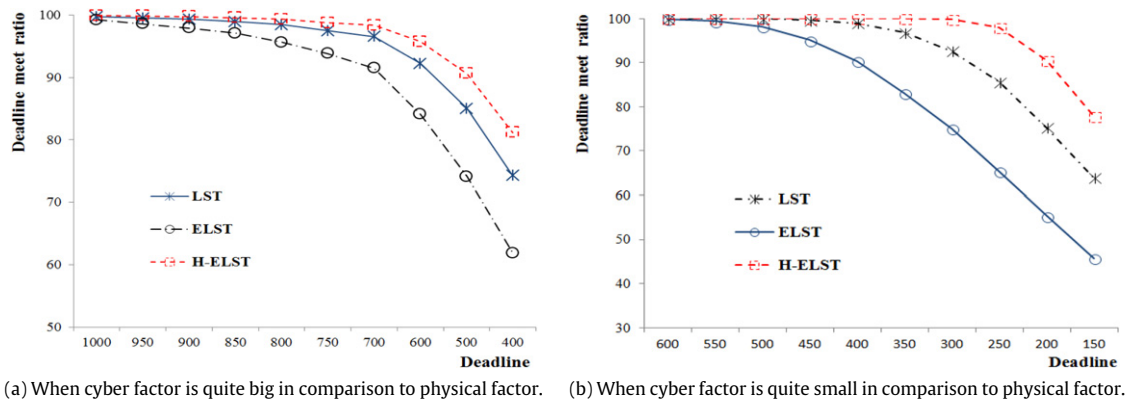 Deadline meet ratio
100
90
80
70
60
50
LST
ELST
H-ELST
1000 950 900 850 800 750 700 600 500 400
Deadline
(a) When cyber factor is quite big in comparison to physical factor.
Deadline meet ratio
100
90
80
70
60
50
40
30
LST
ELST
H-ELST
600 550 500 450 400 350 300 250 200 150
Deadline
(b) When cyber factor is quite small in comparison to physical factor.